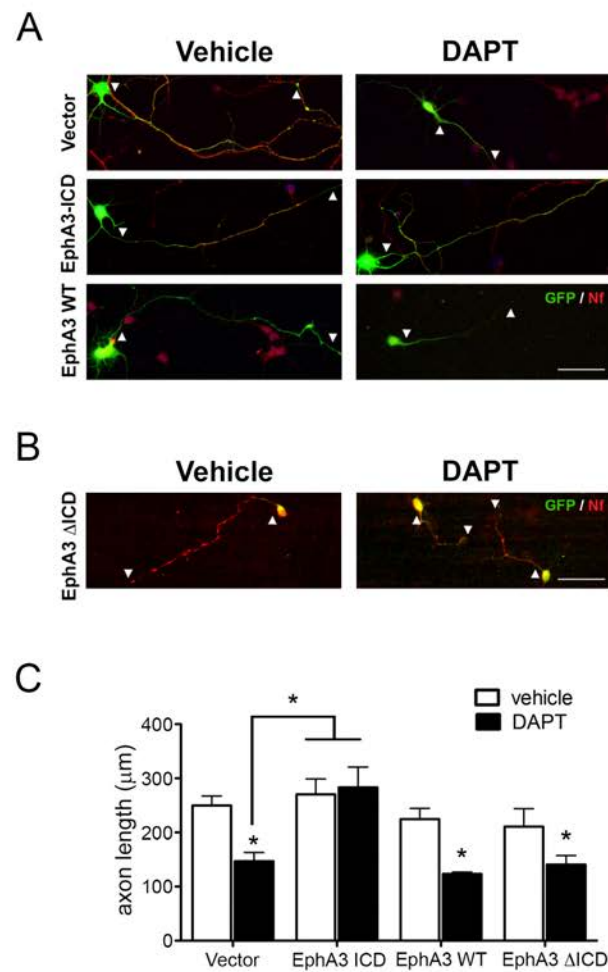 A
Vehicle DAPT
Vector
EphA3-ICD
EphA3 WT
GFP / Nf
B
Vehicle DAPT
EphA3 ΔICD
GFP / Nf
C
* vehicle
DAPT
axon length (μm)
400
300
200
100
0
* * *
Vector EphA3 ICD EphA3 WT EphA3 ΔICD